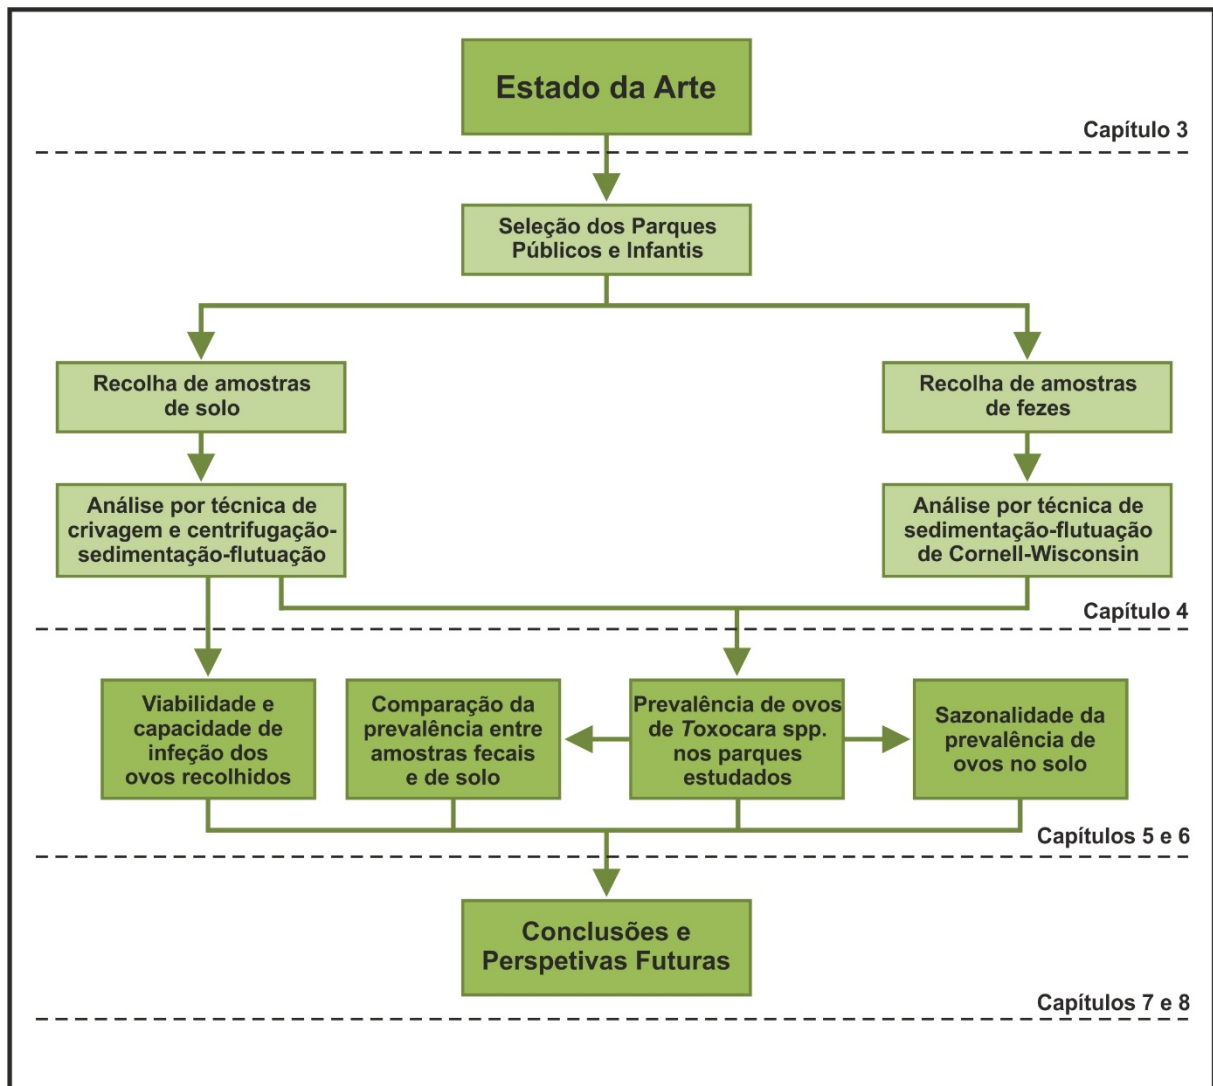 Estado da Arte
Capítulo 3
Seleção dos Parques
Públicos e Infantis
Recolha de amostras
de solo
Recolha de amostras
de fezes
Análise por técnica de
crivagem e centrifugação-
sedimentação-flutuação
Análise por técnica de
sedimentação-flutuação
de Cornell-Wisconsin
Capítulo 4
Viabilidade e
capacidade de
infeção dos
ovos recolhidos
Comparação da
prevalência entre
amostras fecais
e de solo
Prevalência de ovos
de Toxocara spp.
nos parques
estudados
Sazonalidade da
prevalência de
ovos no solo
Capítulos 5 e 6
Conclusões e
Perspetivas Futuras
Capítulos 7 e 8